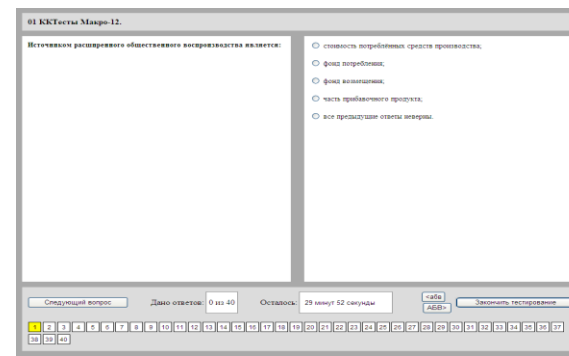 01 ККТесты Макро-12.
Источником расширенного общественного воспроизводства является:
стоимость потреблённых средств производства;
фонд потребления;
фонд возмещения;
часть прибавочного продукта;
все предыдущие ответы неверны.
Следующий вопрос Дано ответов: 0 из 40 Осталось: 29 минут 52 секунды <абв Закончить тестирование
АБВ>
1 2 3 4 5 6 7 8 9 10 11 12 13 14 15 16 17 18 19 20 21 22 23 24 25 26 27 28 29 30 31 32 33 34 35 36 37
38 39 40